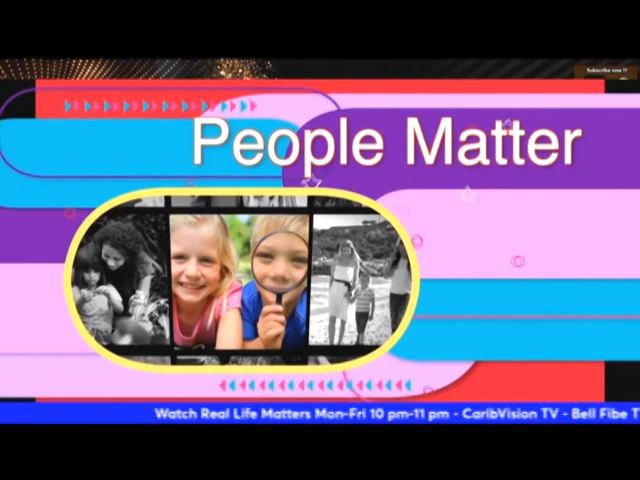 Subscribe now !!!
People Matter
Watch Real Life Matters Mon-Fri 10 pm-11 pm - CaribVision TV - Bell Fibe T